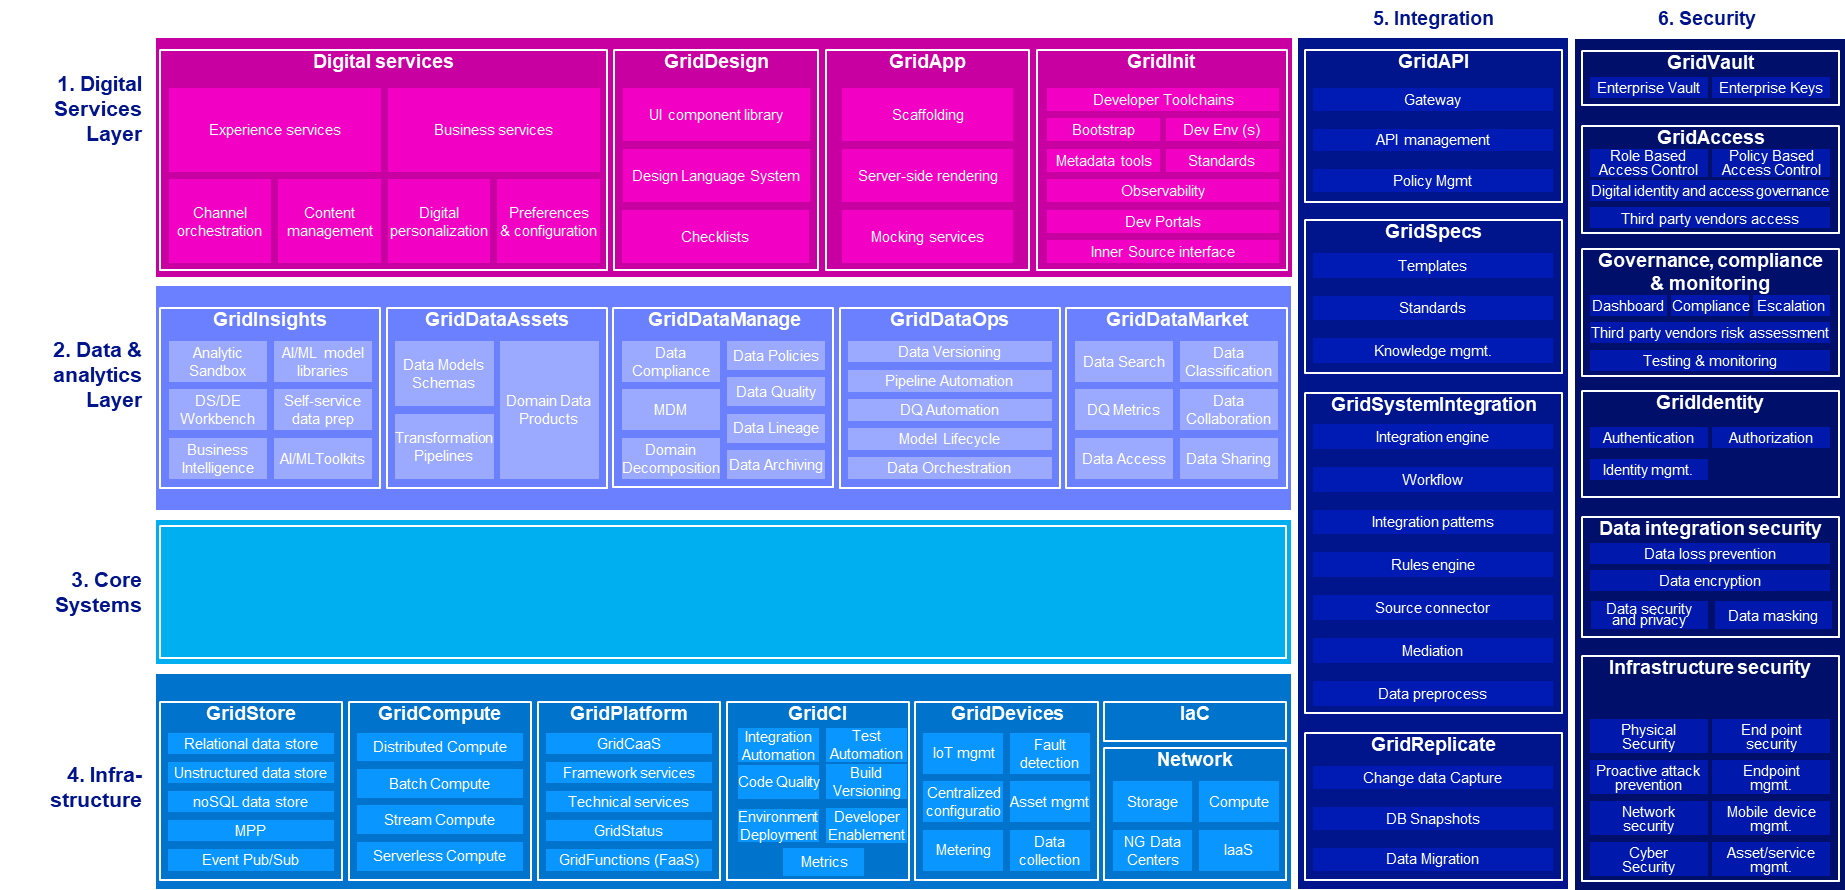 5. Integration
6. Security
1. Digital
Services
Layer
Digital services
Experience services
Business services
Channel
orchestration
Content
management
Digital
personalization
Preferences
& configuration
GridDesign
UI component library
Design Language System
Checklists
GridApp
Scaffolding
Server-side rendering
Mocking services
GridInit
Developer Toolchains
Bootstrap
Dev Env (s)
Metadata tools
Standards
Observability
Dev Portals
Inner Source interface
2. Data &
analytics
Layer
GridInsights
Analytic
Sandbox
AI/ML model
libraries
DS/DE
Workbench
Self-service
data prep
Business
Intelligence
AI/MLToolkits
GridDataAssets
Data Models
Schemas
Transformation
Pipelines
Domain Data
Products
GridDataManage
Data
Compliance
MDM
Domain
Decomposition
Data Policies
Data Quality
Data Lineage
Data Archiving
GridDataOps
Data Versioning
Pipeline Automation
DQ Automation
Model Lifecycle
Data Orchestration
GridDataMarket
Data Search
Data
Classification
DQ Metrics
Data
Collaboration
Data Access
Data Sharing
3. Core
Systems
4. Infra-
structure
GridStore
Relational data store
Unstructured data store
noSQL data store
MPP
Event Pub/Sub
GridCompute
Distributed Compute
Batch Compute
Stream Compute
Serverless Compute
GridPlatform
GridCaaS
Framework services
Technical services
GridStatus
GridFunctions (FaaS)
GridCI
Integration
Automation
Test
Automation
Code Quality
Build
Versioning
Environment
Deployment
Developer
Enablement
Metrics
GridDevices
IoT mgmt
Fault
detection
Centralized
configuratio
Asset mgmt
Metering
Data
collection
IaC
Network
Storage
Compute
NG Data
Centers
IaaS
GridAPI
Gateway
API management
Policy Mgmt
GridSpecs
Templates
Standards
Knowledge mgmt.
GridSystemIntegration
Integration engine
Workflow
Integration patterns
Rules engine
Source connector
Mediation
Data preprocess
GridReplicate
Change data Capture
DB Snapshots
Data Migration
GridVault
Enterprise Vault
Enterprise Keys
GridAccess
Role Based
Access Control
Policy Based
Access Control
Digital identity and access governance
Third party vendors access
Governance, compliance
& monitoring
Dashboard
Compliance
Escalation
Third party vendors risk assessment
Testing & monitoring
GridIdentity
Authentication
Authorization
Identity mgmt.
Data integration security
Data loss prevention
Data encryption
Data security
and privacy
Data masking
Infrastructure security
Physical
Security
End point
security
Proactive attack
prevention
Endpoint
mgmt.
Network
security
Mobile device
mgmt.
Cyber
Security
Asset/service
mgmt.